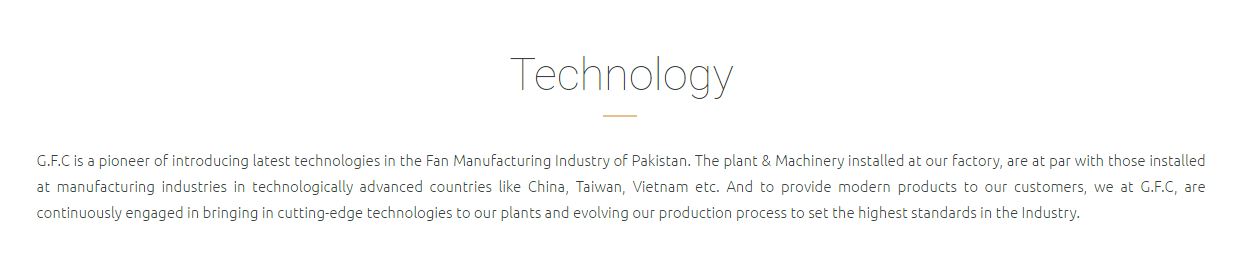 Technology
G.F.C is a pioneer of introducing latest technologies in the Fan Manufacturing Industry of Pakistan. The plant & Machinery installed at our factory, are at par with those installed
at manufacturing industries in technologically advanced countries like China, Taiwan, Vietnam etc. And to provide modern products to our customers, we at G.F.C, are
continuously engaged in bringing in cutting-edge technologies to our plants and evolving our production process to set the highest standards in the Industry.